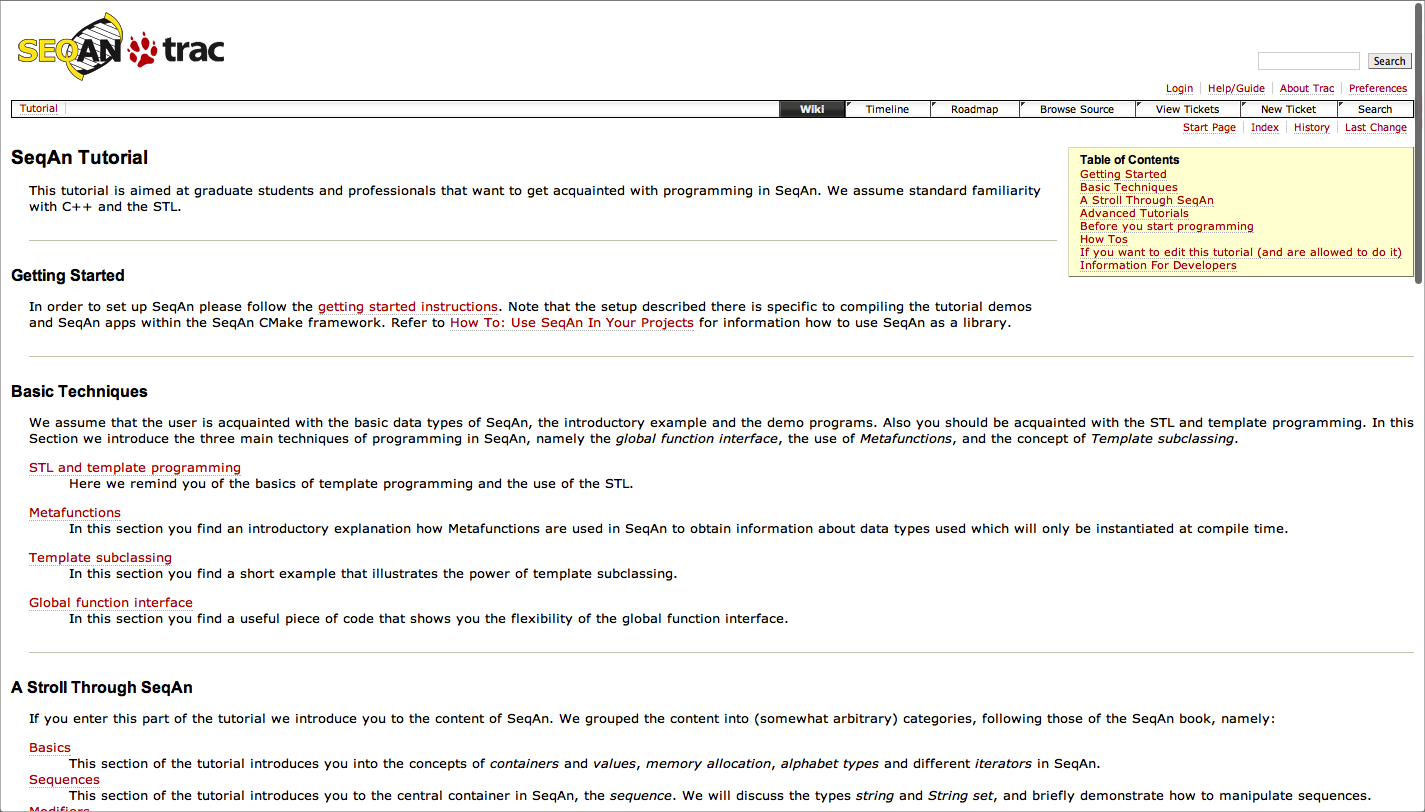 SEQAN trac
Search
Login Help/Guide About Trac Preferences
Tutorial Wiki Timeline Roadmap Browse Source View Tickets New Ticket Search
Start Page Index History Last Change
SeqAn Tutorial
This tutorial is aimed at graduate students and professionals that want to get acquainted with programming in SeqAn. We assume standard familiarity
with C++ and the STL.
Table of Contents
Getting Started
Basic Techniques
A Stroll Through SeqAn
Advanced Tutorials
Before you start programming
How Tos
If you want to edit this tutorial (and are allowed to do it)
Information For Developers
Getting Started
In order to set up SeqAn please follow the getting started instructions. Note that the setup described there is specific to compiling the tutorial demos
and SeqAn apps within the SeqAn CMake framework. Refer to How To: Use SeqAn In Your Projects for information how to use SeqAn as a library.
Basic Techniques
We assume that the user is acquainted with the basic data types of SeqAn, the introductory example and the demo programs. Also you should be acquainted with the STL and template programming. In this
Section we introduce the three main techniques of programming in SeqAn, namely the global function interface, the use of Metafunctions, and the concept of Template subclassing.
STL and template programming
Here we remind you of the basics of template programming and the use of the STL.
Metafunctions
In this section you find an introductory explanation how Metafunctions are used in SeqAn to obtain information about data types used which will only be instantiated at compile time.
Template subclassing
In this section you find a short example that illustrates the power of template subclassing.
Global function interface
In this section you find a useful piece of code that shows you the flexibility of the global function interface.
A Stroll Through SeqAn
If you enter this part of the tutorial we introduce you to the content of SeqAn. We grouped the content into (somewhat arbitrary) categories, following those of the SeqAn book, namely:
Basics
This section of the tutorial introduces you into the concepts of containers and values, memory allocation, alphabet types and different iterators in SeqAn.
Sequences
This section of the tutorial introduces you to the central container in SeqAn, the sequence. We will discuss the types string and String set, and briefly demonstrate how to manipulate sequences.
Modifiers